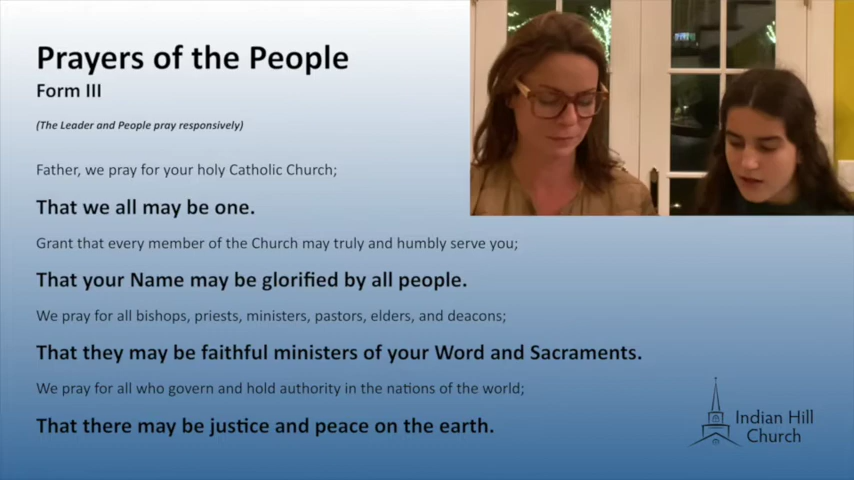 Prayers of the People
Form III
(The Leader and People pray responsively)
Father, we pray for your holy Catholic Church;
That we all may be one.
Grant that every member of the Church may truly and humbly serve you;
That your Name may be glorified by all people.
We pray for all bishops, priests, ministers, pastors, elders, and deacons;
That they may be faithful ministers of your Word and Sacraments.
We pray for all who govern and hold authority in the nations of the world;
That there may be justice and peace on the earth.
Indian Hill
Church